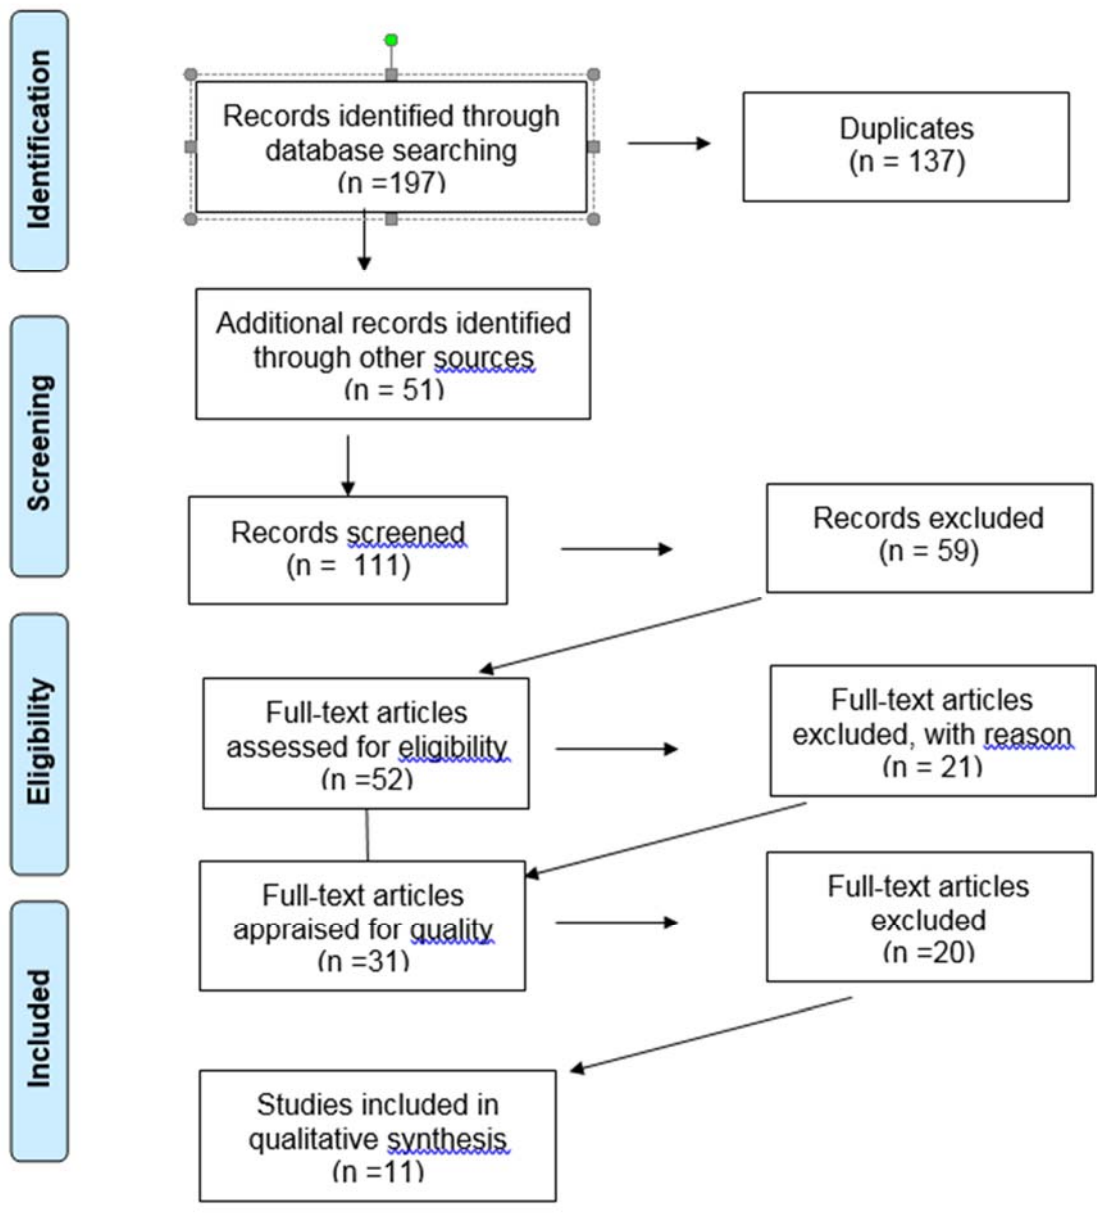 Identification
Records identified through
database searching
(n =197)
Duplicates
(n = 137)
Screening
Additional records identified
through other sources
(n = 51)
Records screened
(n =  111)
Records excluded
(n = 59)
Eligibility
Full-text articles
assessed for eligibility
(n =52)
Full-text articles
excluded, with reason
(n = 21)
Full-text articles
appraised for quality
(n =31)
Full-text articles
excluded
(n =20)
Included
Studies included in
qualitative synthesis
(n =11)